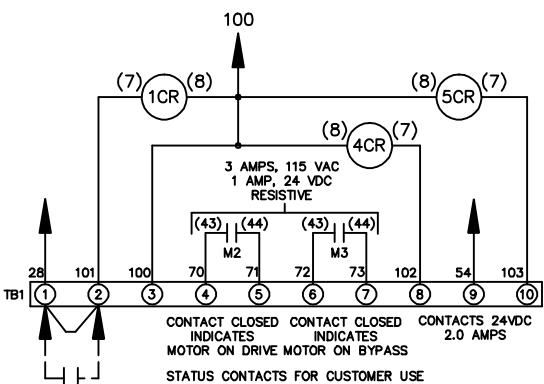 100
(7) 1CR (8)
(8) 5CR (7)
(8) 4CR (7)
3 AMPS, 115 VAC
1 AMP, 24 VDC
RESISTIVE
(43) (44) (43) (44)
M2 M3
28 101 100 70 71 72 73 102 54 103
TB1 1 2 3 4 5 6 7 8 9 10
CONTACT CLOSED CONTACT CLOSED CONTACTS 24VDC
INDICATES INDICATES 2.0 AMPS
MOTOR ON DRIVE MOTOR ON BYPASS
STATUS CONTACTS FOR CUSTOMER USE